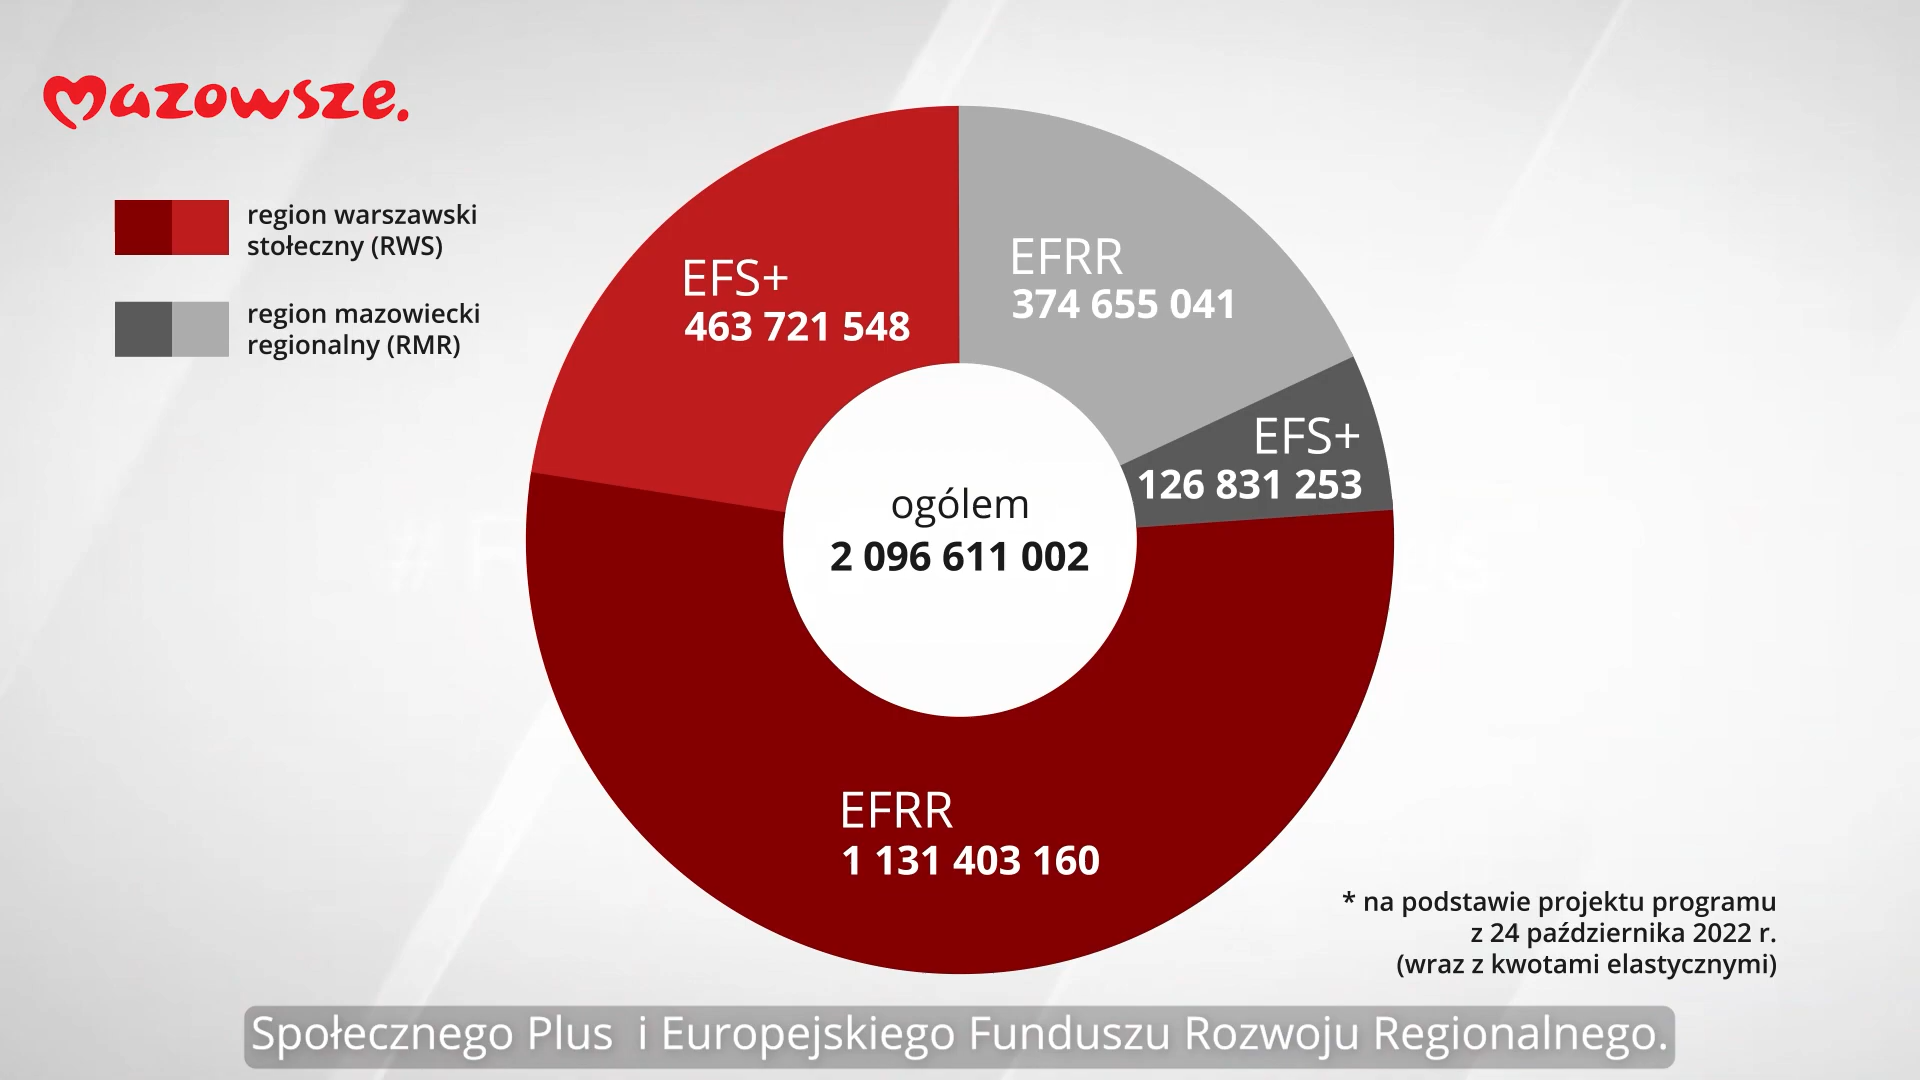 Mazowsze.
region warszawski
stołeczny (RWS)
region mazowiecki
regionalny (RMR)
EFS+
463 721 548
EFRR
374 655 041
EFS+
126 831 253
ogólem
2 096 611 002
EFRR
1 131 403 160
* na podstawie projektu programu
z 24 października 2022 r.
(wraz z kwotami elastycznymi)
Społecznego Plus i Europejskiego Funduszu Rozwoju Regionalnego.